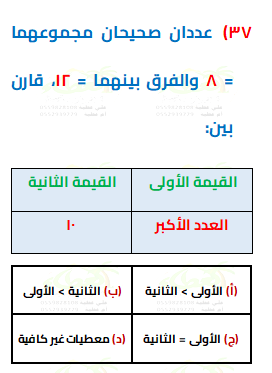 ٣٧) عددان صحيحان مجموعهما
= ٨ والفرق بينهما = ١٢، قارن
بين:
القيمة الأولى القيمة الثانية
العدد الأكبر ١٠
(أ) الأولى > الثانية (ب) الثانية > الأولى
(ج) الأولى = الثانية (د) معطيات غير كافية